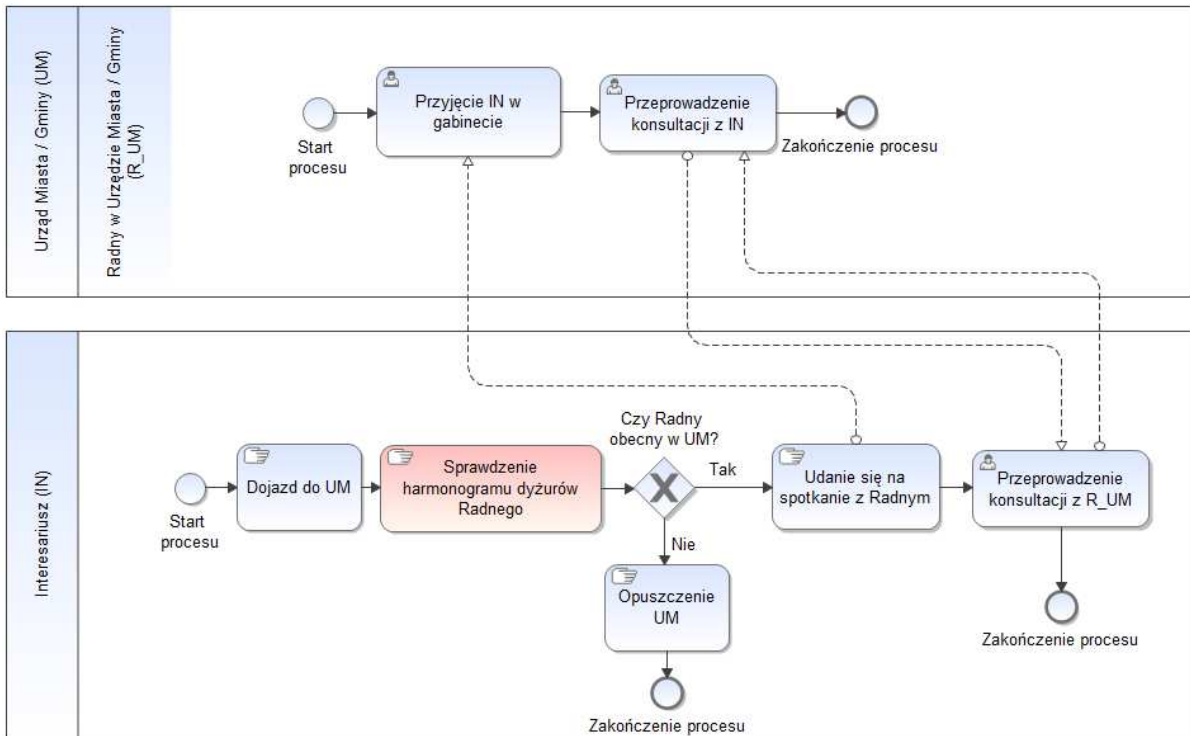 Urząd Miasta / Gminy (UM)
Radny w Urzędzie Miasta / Gminy
(R_UM)
Start
procesu
Przyjęcie IN w
gabinecie
Przeprowadzenie
konsultacji z IN
Zakończenie procesu
Interesariusz (IN)
Start
procesu
Dojazd do UM
Sprawdzenie
harmonogramu dyżurów
Radnego
Czy Radny
obecny w UM?
Tak
Nie
Udanie się na
spotkanie z Radnym
Przeprowadzenie
konsultacji z R_UM
Opuszczenie
UM
Zakończenie procesu
Zakończenie procesu